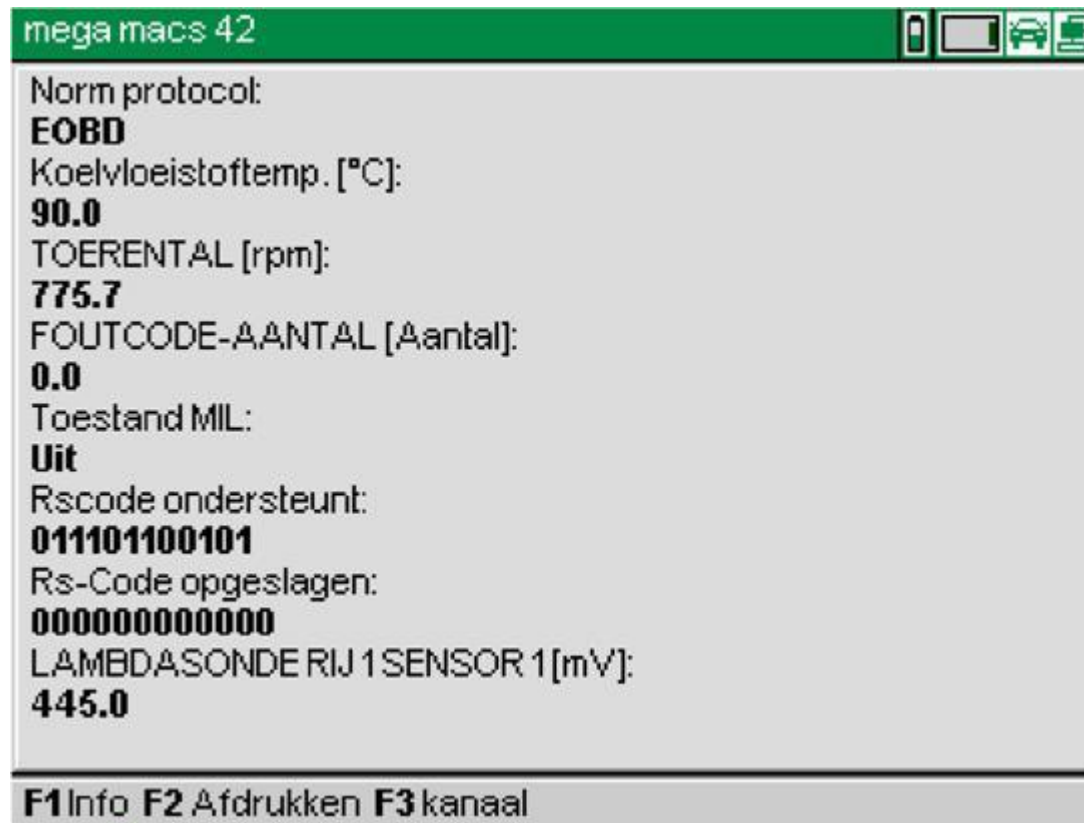 mega macs 42
Norm protocol:
EOBD
Koelvloeistoftemp. [°C]:
90.0
TOERENTAL [rpm]:
775.7
FOUTCODE-AANTAL [Aantal]:
0.0
Toestand MIL:
Uit
Rscode ondersteunt:
011101100101
Rs-Code opgeslagen:
000000000000
LAMBDASONDE RIJ 1 SENSOR 1 [mV]:
445.0
F1 Info F2 Afdrukken F3 kanaal